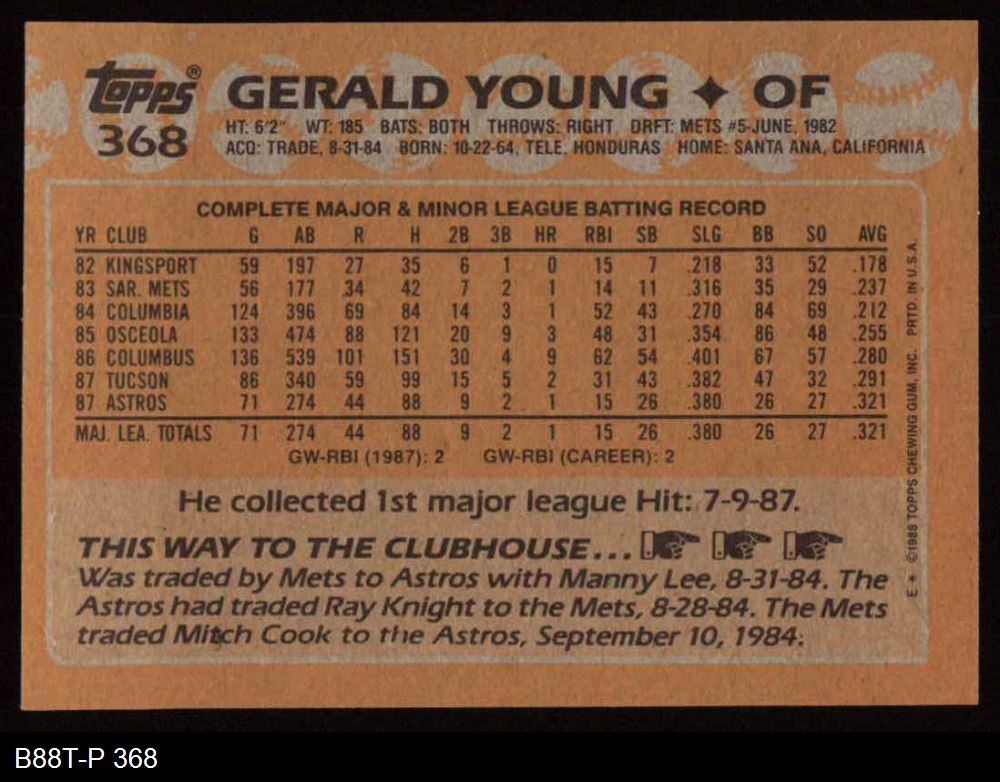 topps® GERALD YOUNG ✦ OF
368 HT: 6'2" WT: 185 BATS: BOTH THROWS: RIGHT DRFT: METS #5-JUNE, 1982
ACQ: TRADE, 8-31-84 BORN: 10-22-64, TELE, HONDURAS HOME: SANTA ANA, CALIFORNIA
COMPLETE MAJOR & MINOR LEAGUE BATTING RECORD
YR CLUB G AB R H 2B 3B HR RBI SB SLG BB SO AVG
82 KINGSPORT 59 197 27 35 6 1 0 15 7 .218 33 52 .178
83 SAR. METS 56 177 34 42 7 2 1 14 11 .316 35 29 .237
84 COLUMBIA 124 396 69 84 14 3 1 52 43 .270 84 69 .212
85 OSCEOLA 133 474 88 121 20 9 3 48 31 .354 86 48 .255
86 COLUMBUS 136 539 101 151 30 4 9 62 54 .401 67 57 .280
87 TUCSON 86 340 59 99 15 5 2 31 43 .382 47 32 .291
87 ASTROS 71 274 44 88 9 2 1 15 26 .380 26 27 .321
MAJ. LEA. TOTALS 71 274 44 88 9 2 1 15 26 .380 26 27 .321
GW-RBI (1987): 2 GW-RBI (CAREER): 2
He collected 1st major league Hit: 7-9-87.
THIS WAY TO THE CLUBHOUSE...
Was traded by Mets to Astros with Manny Lee, 8-31-84. The
Astros had traded Ray Knight to the Mets, 8-28-84. The Mets
traded Mitch Cook to the Astros, September 10, 1984.
E* ©1988 TOPPS CHEWING GUM, INC. PRTD. IN U.S.A.
B88T-P 368